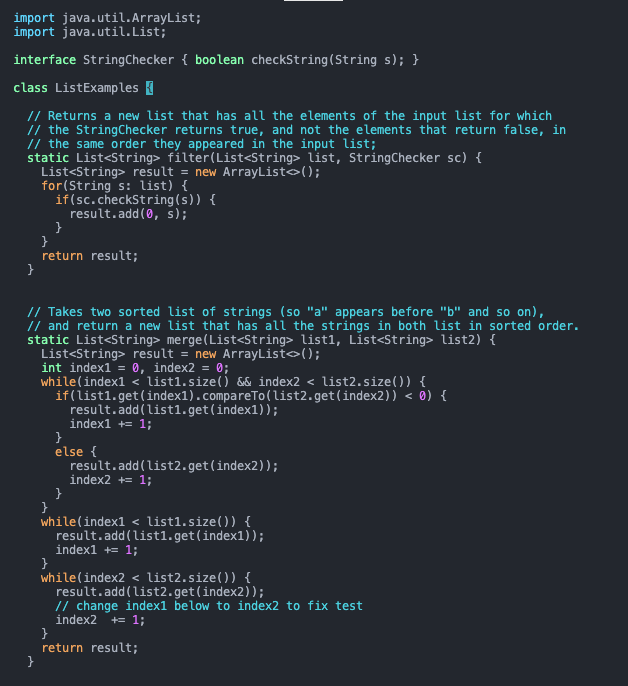 import java.util.ArrayList;
import java.util.List;

interface StringChecker { boolean checkString(String s); }

class ListExamples {

  // Returns a new list that has all the elements of the input list for which
  // the StringChecker returns true, and not the elements that return false, in
  // the same order they appeared in the input list;
  static List<String> filter(List<String> list, StringChecker sc) {
    List<String> result = new ArrayList<>();
    for(String s: list) {
      if(sc.checkString(s)) {
        result.add(0, s);
      }
    }
    return result;
  }


  // Takes two sorted list of strings (so "a" appears before "b" and so on),
  // and return a new list that has all the strings in both list in sorted order.
  static List<String> merge(List<String> list1, List<String> list2) {
    List<String> result = new ArrayList<>();
    int index1 = 0, index2 = 0;
    while(index1 < list1.size() && index2 < list2.size()) {
      if(list1.get(index1).compareTo(list2.get(index2)) < 0) {
        result.add(list1.get(index1));
        index1 += 1;
      }
      else {
        result.add(list2.get(index2));
        index2 += 1;
      }
    }
    while(index1 < list1.size()) {
      result.add(list1.get(index1));
      index1 += 1;
    }
    while(index2 < list2.size()) {
      result.add(list2.get(index2));
      // change index1 below to index2 to fix test
      index2  += 1;
    }
    return result;
  }